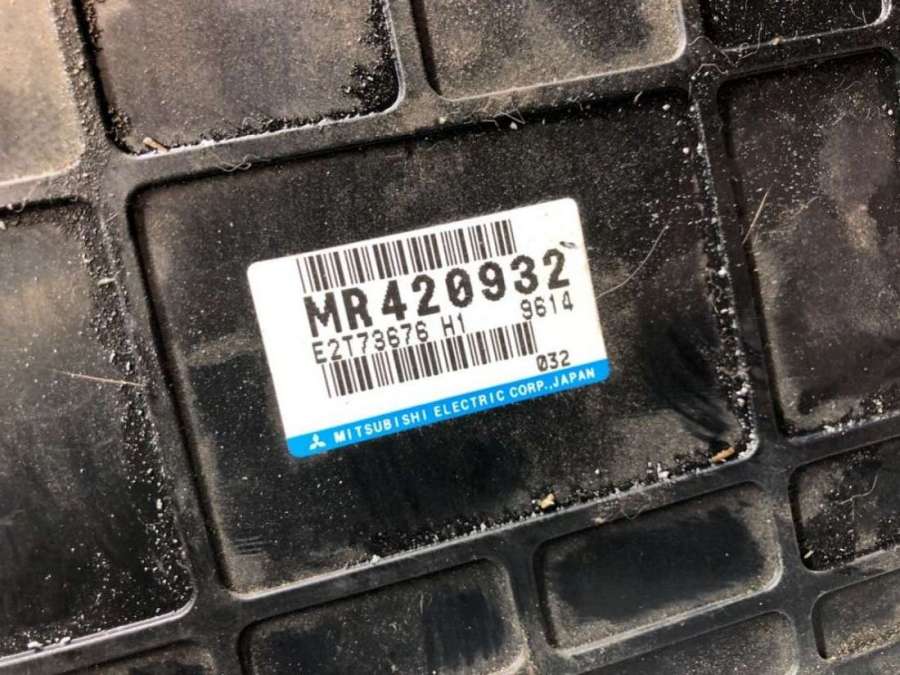 MR420932
E2T73676 H1 9614
032
MITSUBISHI ELECTRIC CORP.,JAPAN